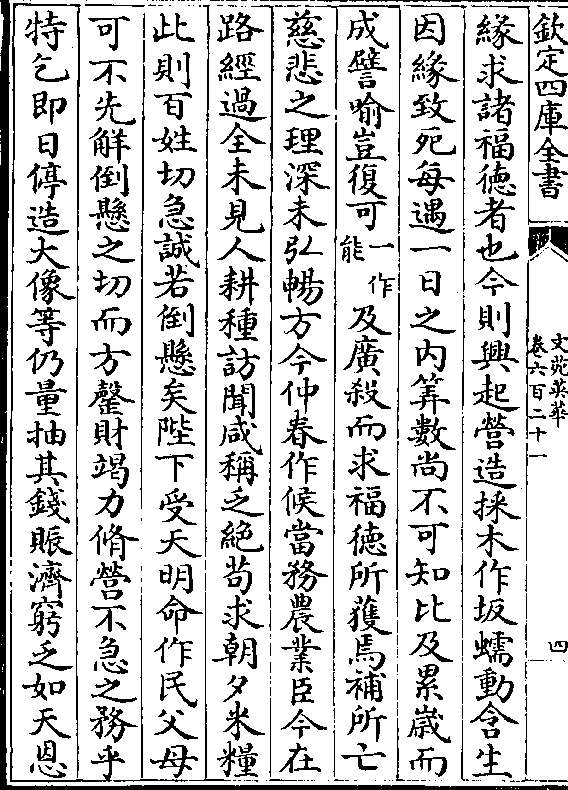 欽定四庫全書
文苑英華
卷六百二十一
四
緣求諸福徳者也今則興起營造採木作坂蠕動含生
因緣致死每遇一日之内筭數尚不可知比及累嵗而
成譬喻豈復可一作能及廣殺而求福徳所獲焉補所亡
慈悲之理深未弘暢方今仲春作候當務農業臣今在
路經過全未見人耕種訪聞咸稱乏絶茍求朝夕米糧
此則百姓切急誠若倒懸矣陛下受天明命作民父母
可不先解倒懸之切而方罄財竭力脩營不急之務乎
特乞即日停造大像等仍量抽其錢賑濟窮乏如天恩